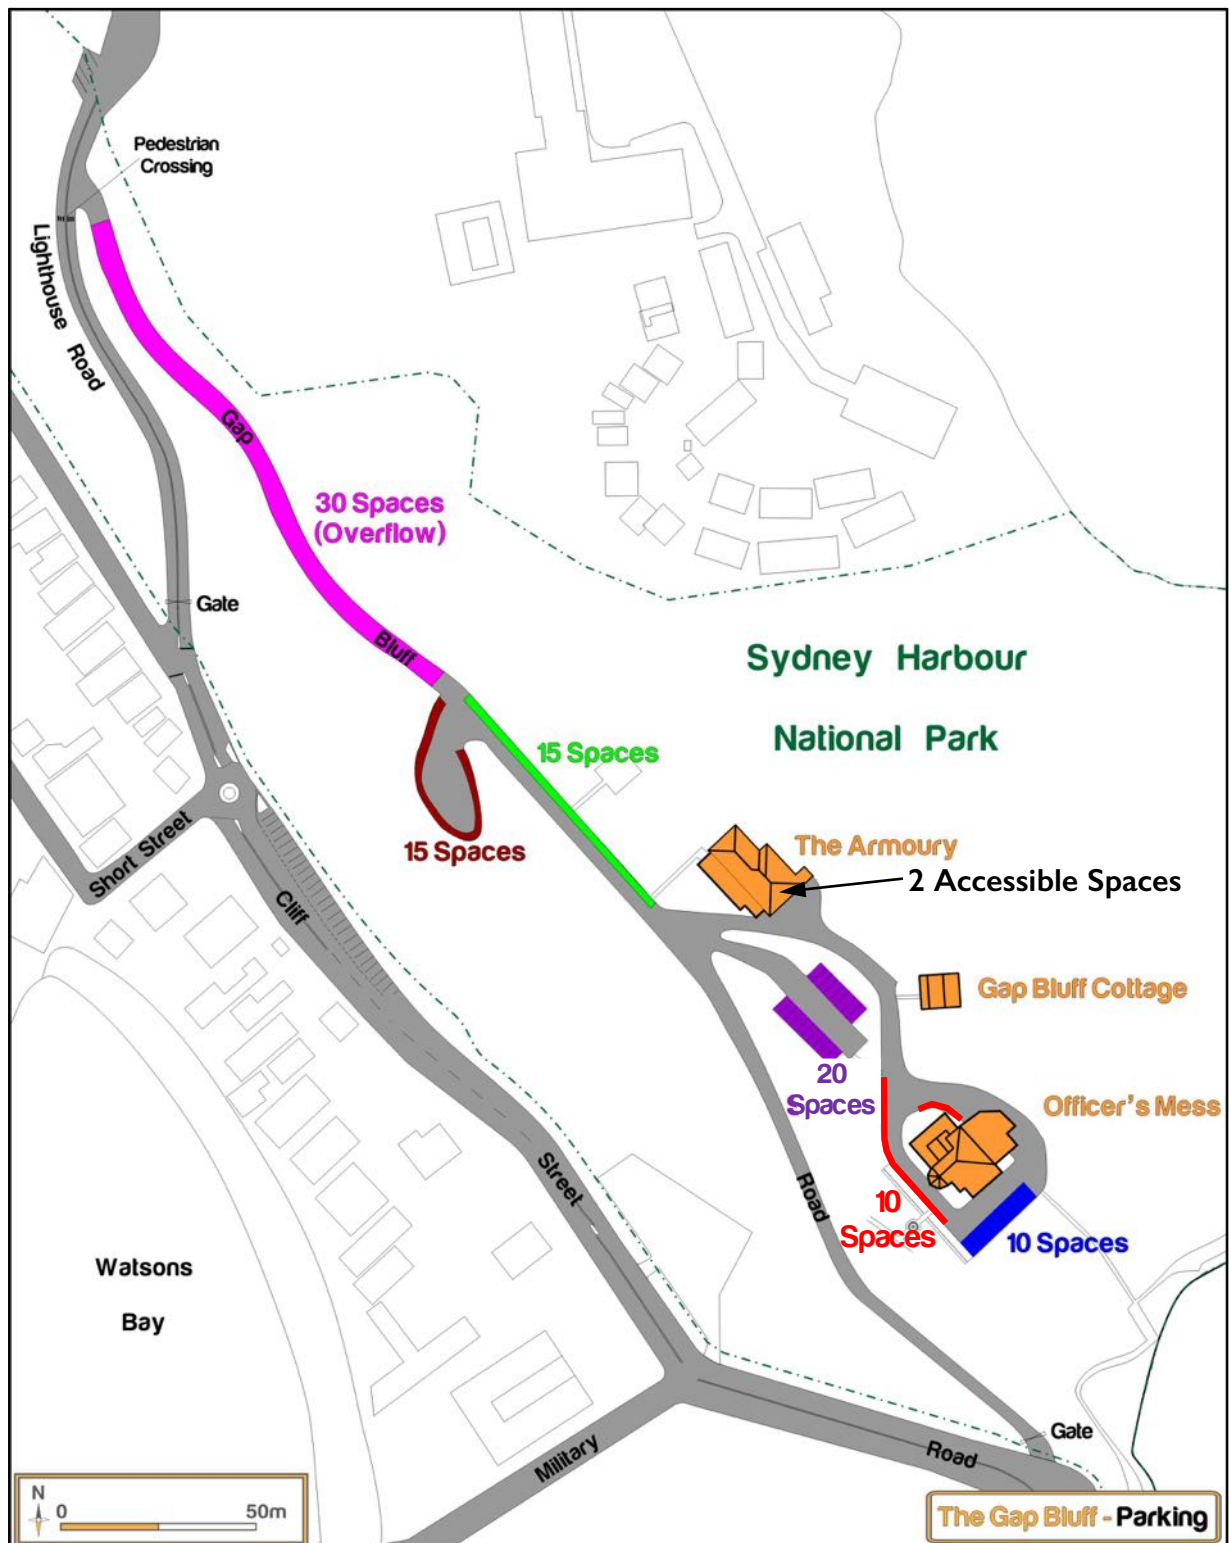 Pedestrian
Crossing
Lighthouse Road
Gap
30 Spaces
(Overflow)
Gate
Bluff
Sydney Harbour
National Park
15 Spaces
15 Spaces
Short Street
The Armoury
2 Accessible Spaces
Cliff
Gap Bluff Cottage
20
Spaces
Officer's Mess
Street
Road
10
Spaces
10 Spaces
Watsons
Bay
Gate
Military
Road
N
0 50m
The Gap Bluff - Parking